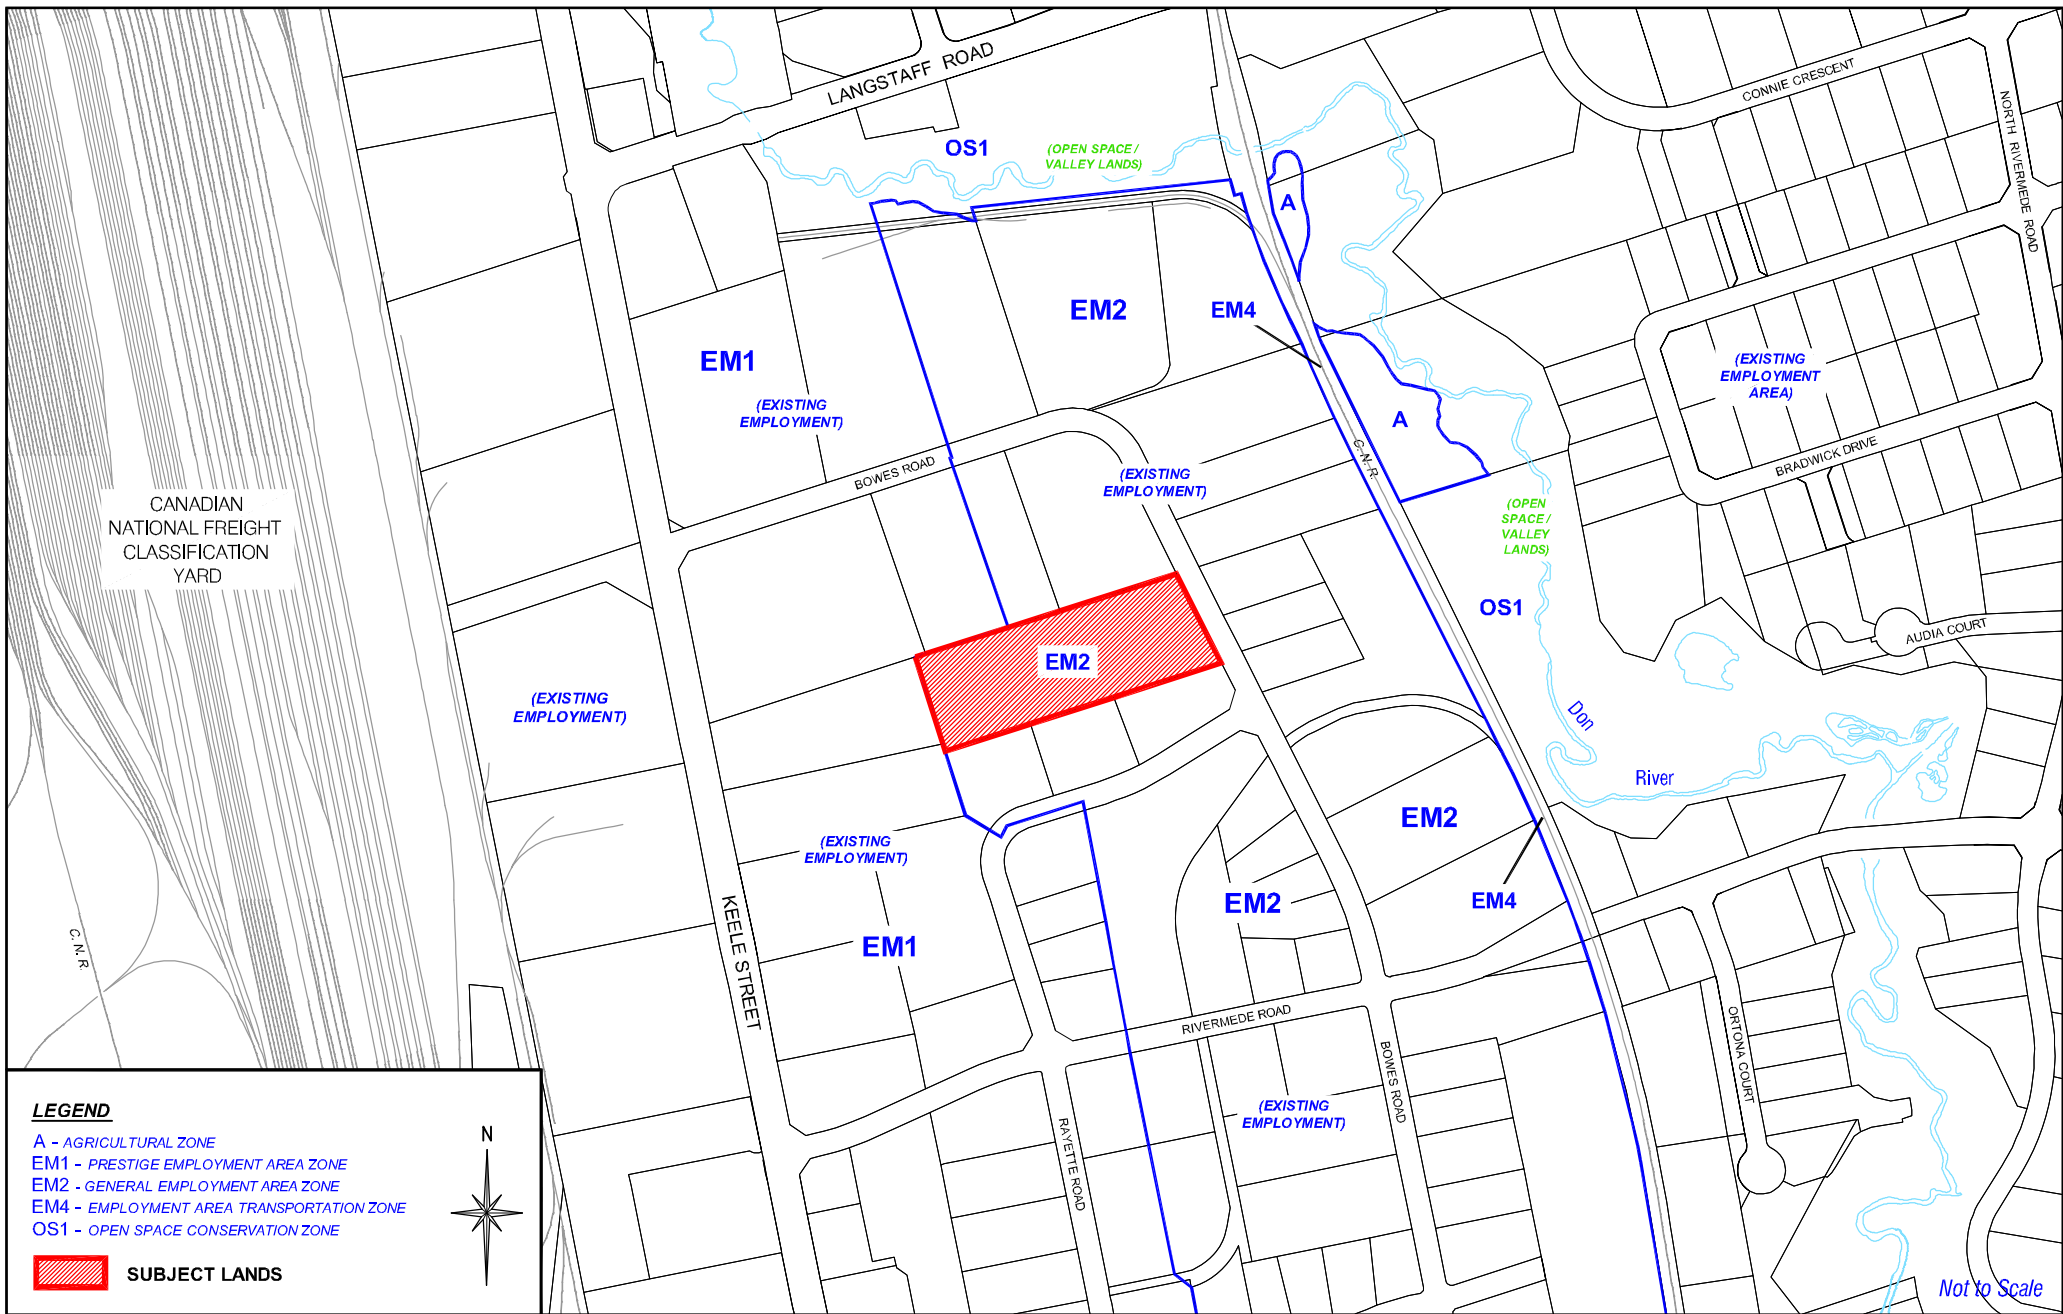 LANGSTAFF ROAD
CONNIE CRESCENT
NORTH RIVERMEDE ROAD
OS1
(OPEN SPACE /
VALLEY LANDS)
A
EM2
EM4
EM1
(EXISTING
EMPLOYMENT)
(EXISTING
EMPLOYMENT
AREA)
A
BRADWICK DRIVE
C. N. R.
BOWES ROAD
(EXISTING
EMPLOYMENT)
CANADIAN
NATIONAL FREIGHT
CLASSIFICATION
YARD
(OPEN
SPACE /
VALLEY
LANDS)
OS1
AUDIA COURT
EM2
(EXISTING
EMPLOYMENT)
Don
River
EM2
(EXISTING
EMPLOYMENT)
EM2
EM4
KEELE STREET
EM1
C. N. R.
RIVERMEDE ROAD
ORTONA COURT
BOWES ROAD
RAYETTE ROAD
(EXISTING
EMPLOYMENT)
LEGEND
A - AGRICULTURAL ZONE
EM1 - PRESTIGE EMPLOYMENT AREA ZONE
EM2 - GENERAL EMPLOYMENT AREA ZONE
EM4 - EMPLOYMENT AREA TRANSPORTATION ZONE
OS1 - OPEN SPACE CONSERVATION ZONE
N
SUBJECT LANDS
Not to Scale